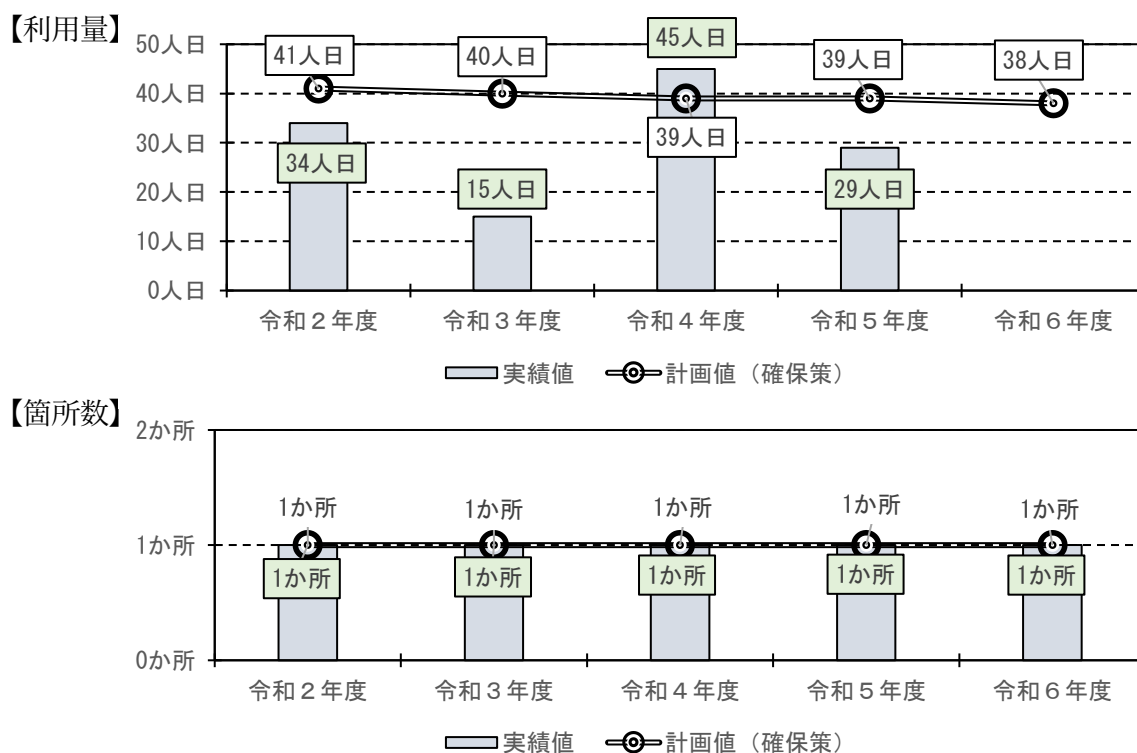 【利用量】
50人日
40人日
30人日
20人日
10人日
0人日
41人日
40人日
45人日
39人日
38人日
39人日
34人日
15人日
29人日
令和２年度
令和３年度
令和４年度
令和５年度
令和６年度
実績値
計画値（確保策）
【箇所数】
2か所
1か所
0か所
1か所
1か所
1か所
1か所
1か所
1か所
1か所
1か所
1か所
1か所
令和２年度
令和３年度
令和４年度
令和５年度
令和６年度
実績値
計画値（確保策）